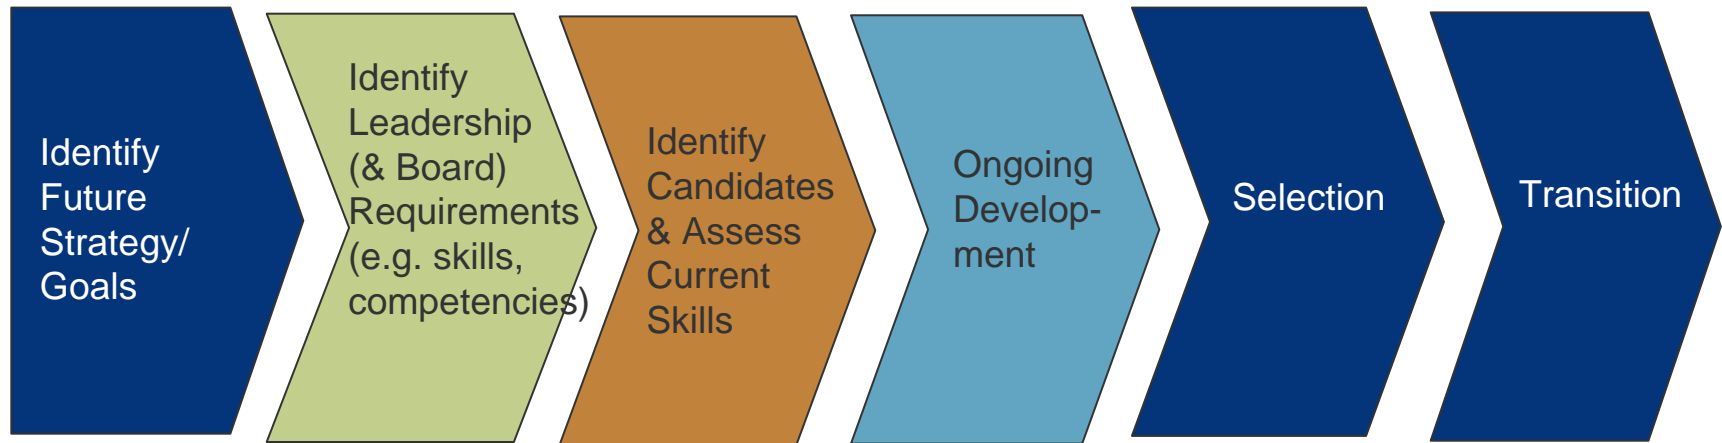 Identify
Future
Strategy/
Goals
Identify
Leadership
(& Board)
Requirements
(e.g. skills,
competencies)
Identify
Candidates
& Assess
Current
Skills
Ongoing
Develop-
ment
Selection
Transition